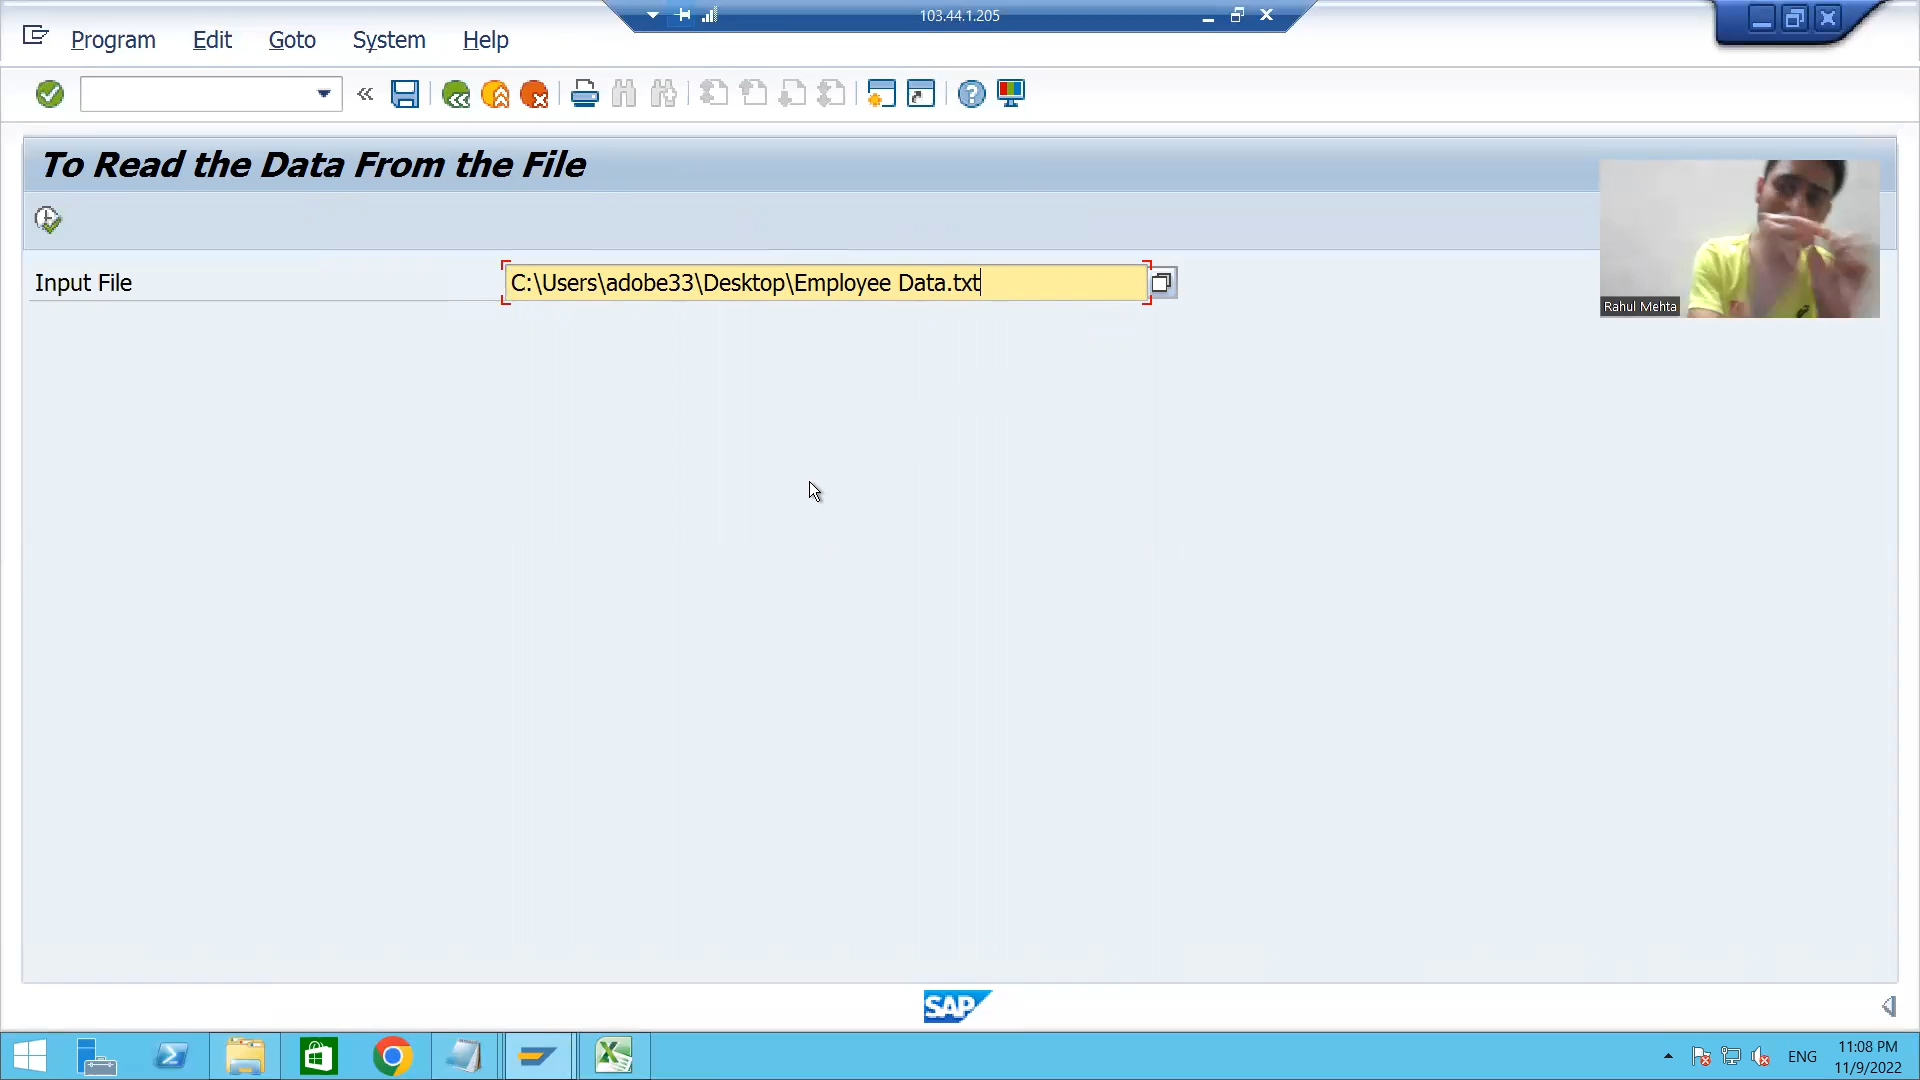 103.44.1.205
Program Edit Goto System Help
To Read the Data From the File
Input File C:\Users\adobe33\Desktop\Employee Data.txt
Rahul Mehta
SAP
ENG
11:08 PM
11/9/2022